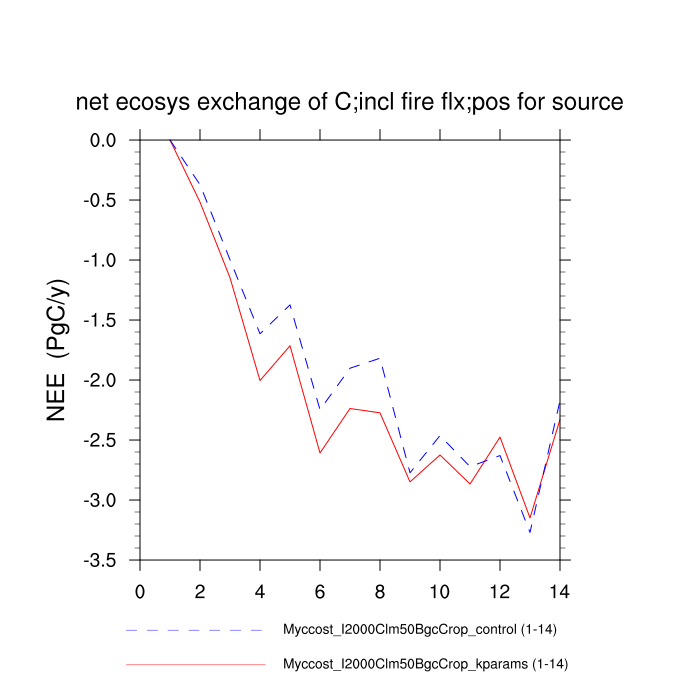 net ecosys exchange of C;incl fire flx;pos for source
NEE (PgC/y)
0.0
-0.5
-1.0
-1.5
-2.0
-2.5
-3.0
-3.5
0 2 4 6 8 10 12 14
Myccost_I2000Clm50BgcCrop_control (1-14)
Myccost_I2000Clm50BgcCrop_kparams (1-14)